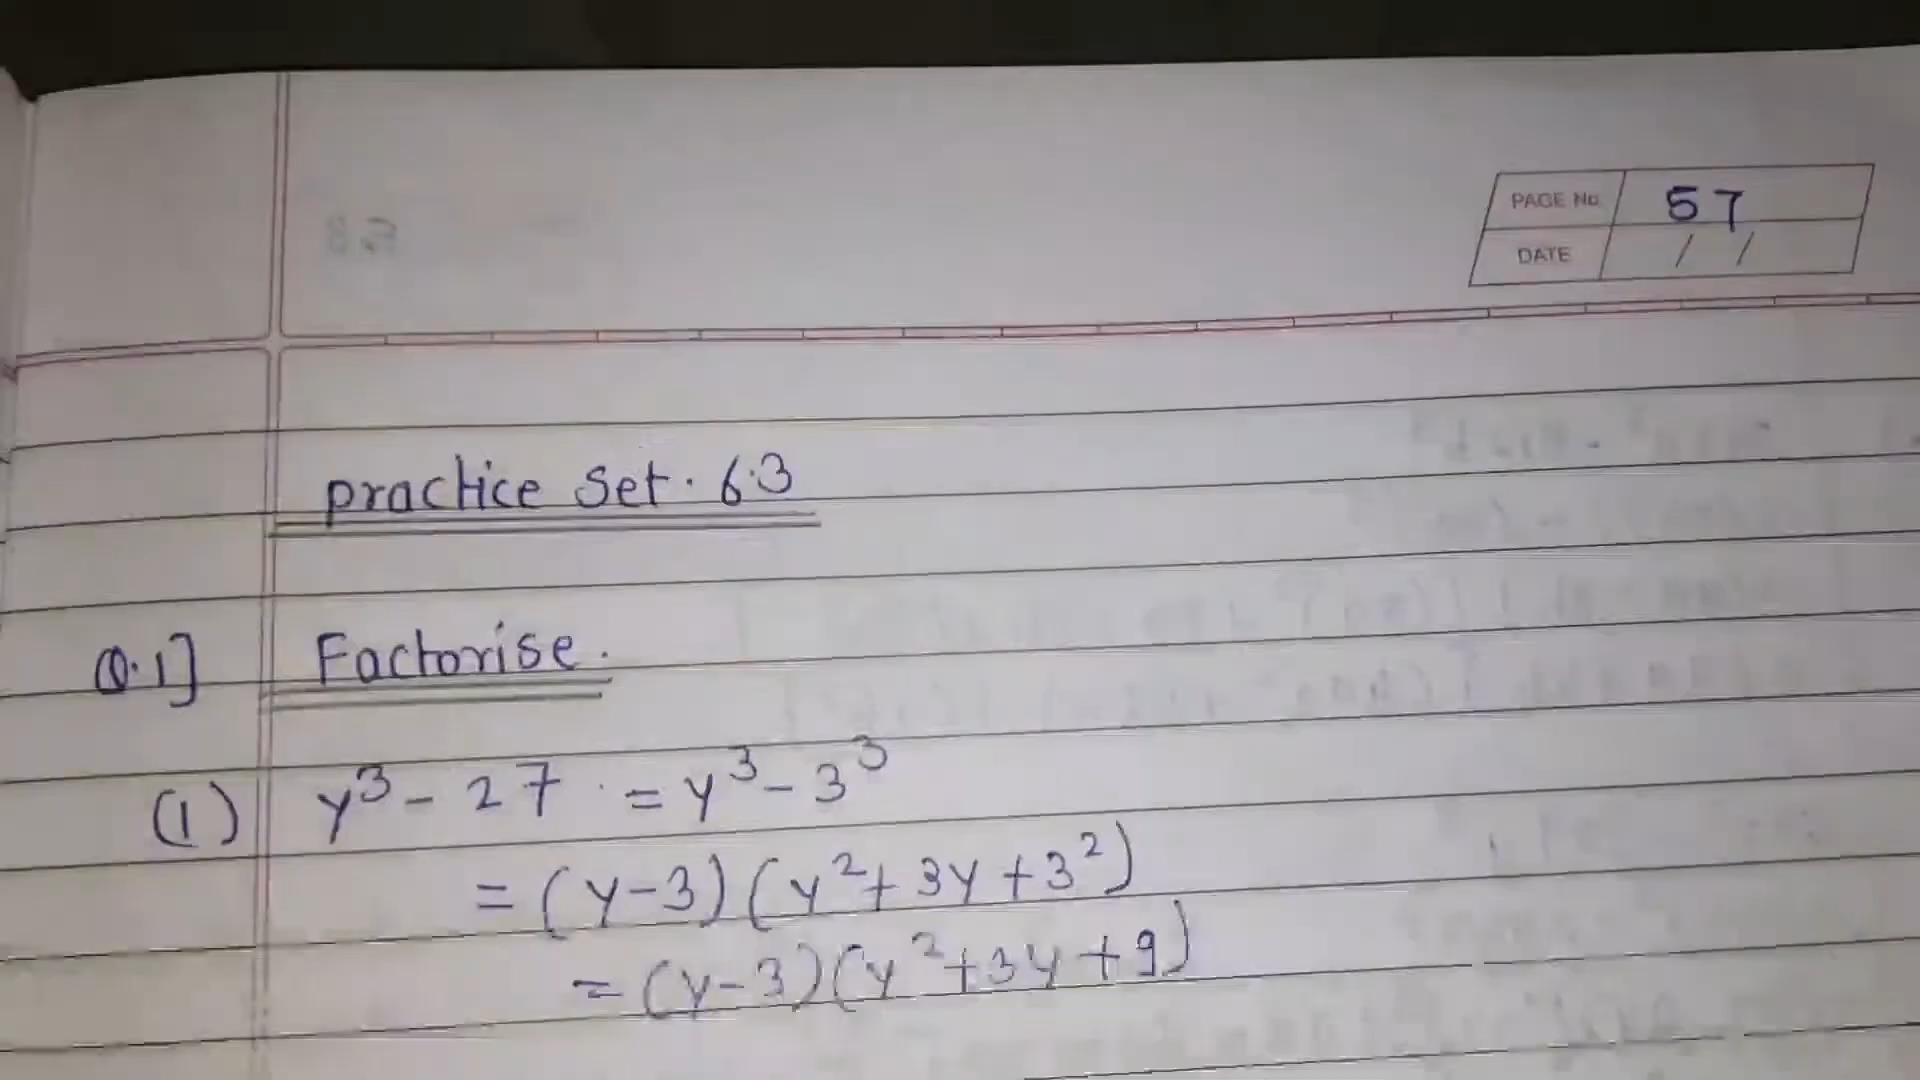 PAGE No. 57
DATE / /
practice Set. 6.3
Q.1] Factorise.
(1) y³ - 27 = y³ - 3³
= (y-3) (y² + 3y + 3²)
= (y-3) (y² + 3y + 9)